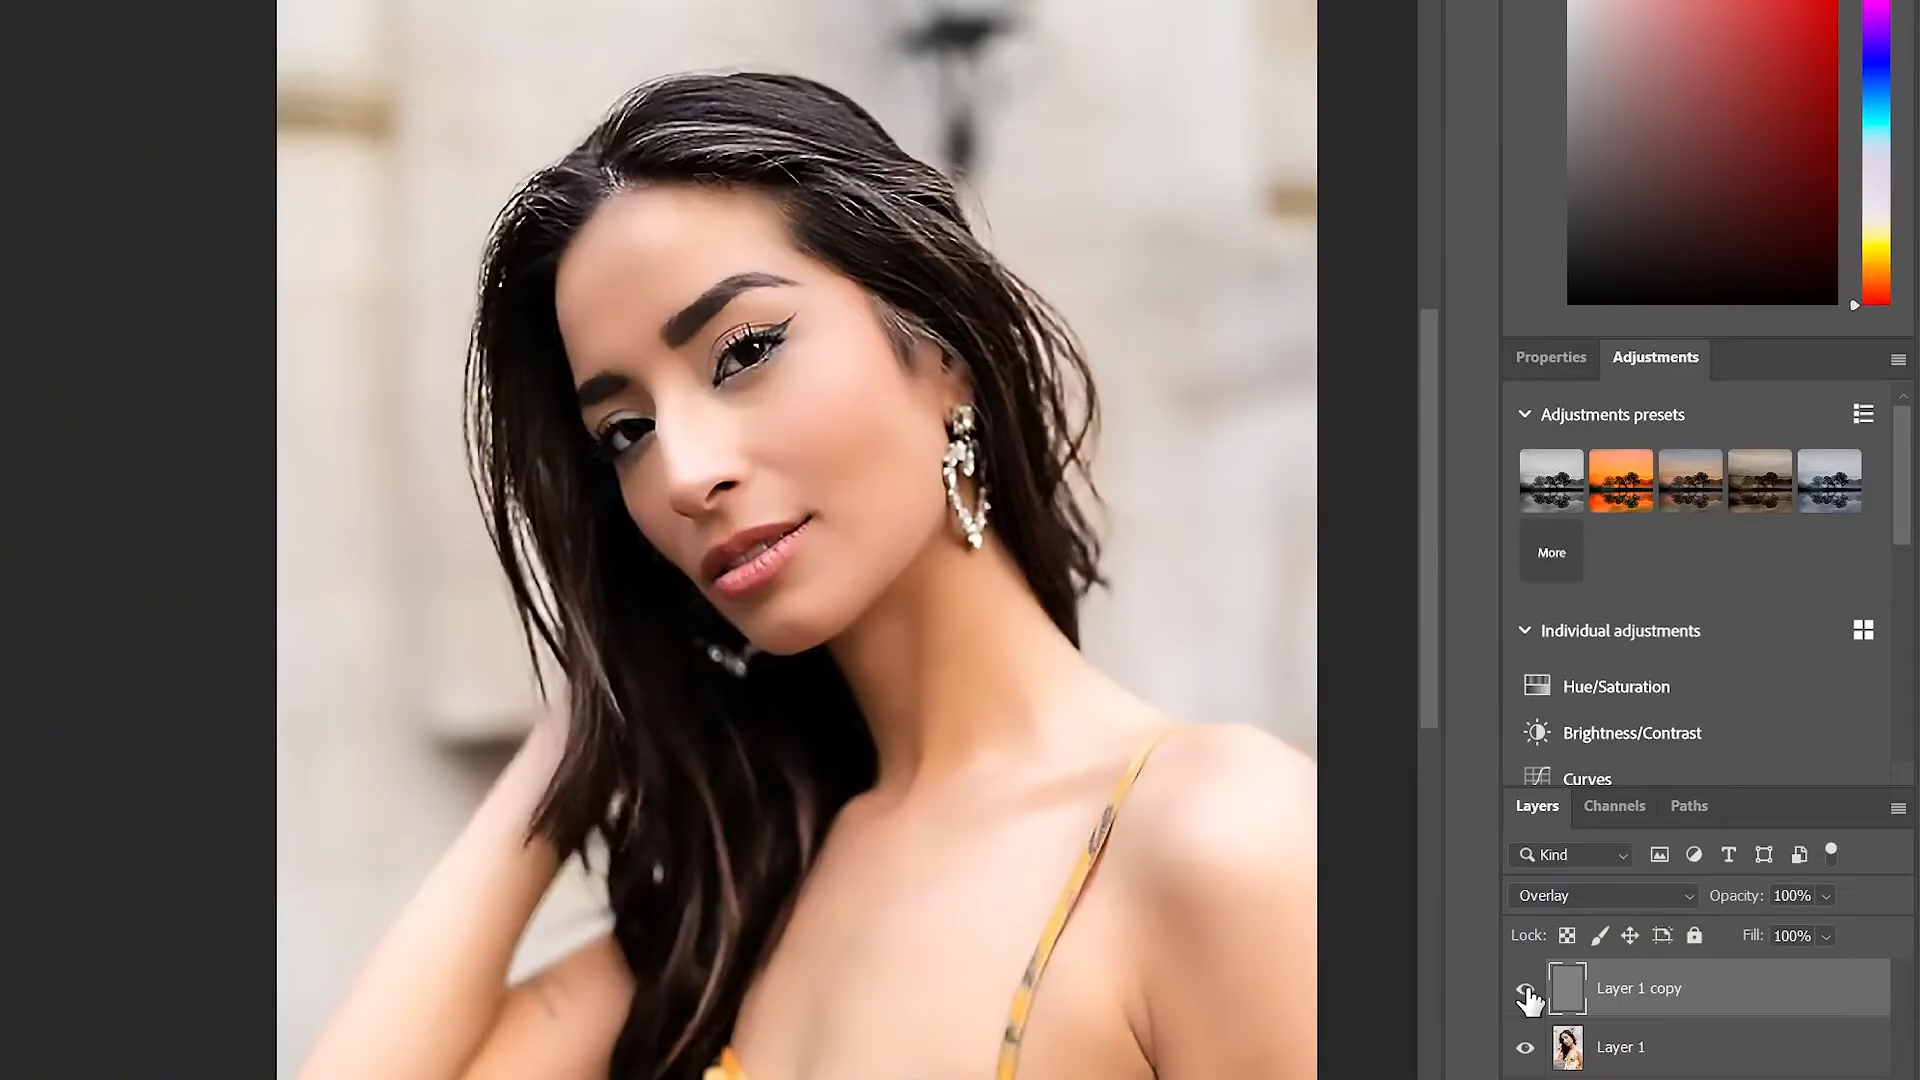 Properties Adjustments
Adjustments presets
More
Individual adjustments
Hue/Saturation
Brightness/Contrast
Curves
Layers Channels Paths
Kind
Overlay Opacity: 100%
Lock: Fill: 100%
Layer 1 copy
Layer 1